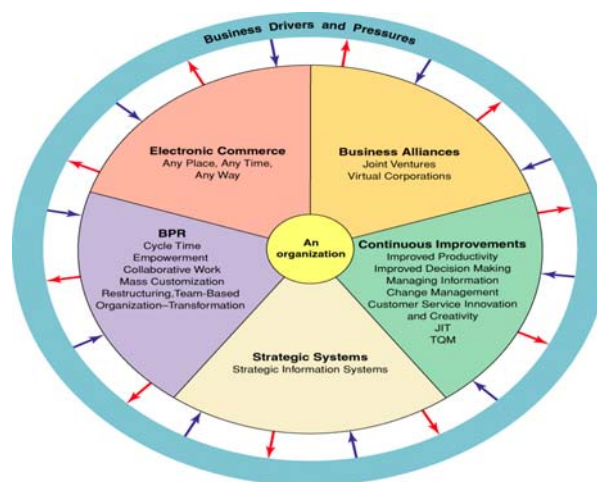 Business Drivers and Pressures
Electronic Commerce
Any Place, Any Time,
Any Way
Business Alliances
Joint Ventures
Virtual Corporations
BPR
Cycle Time
Empowerment
Collaborative Work
Mass Customization
Restructuring,Team-Based
Organization–Transformation
An
organization
Continuous Improvements
Improved Productivity
Improved Decision Making
Managing Information
Change Management
Customer Service Innovation
and Creativity
JIT
TQM
Strategic Systems
Strategic Information Systems